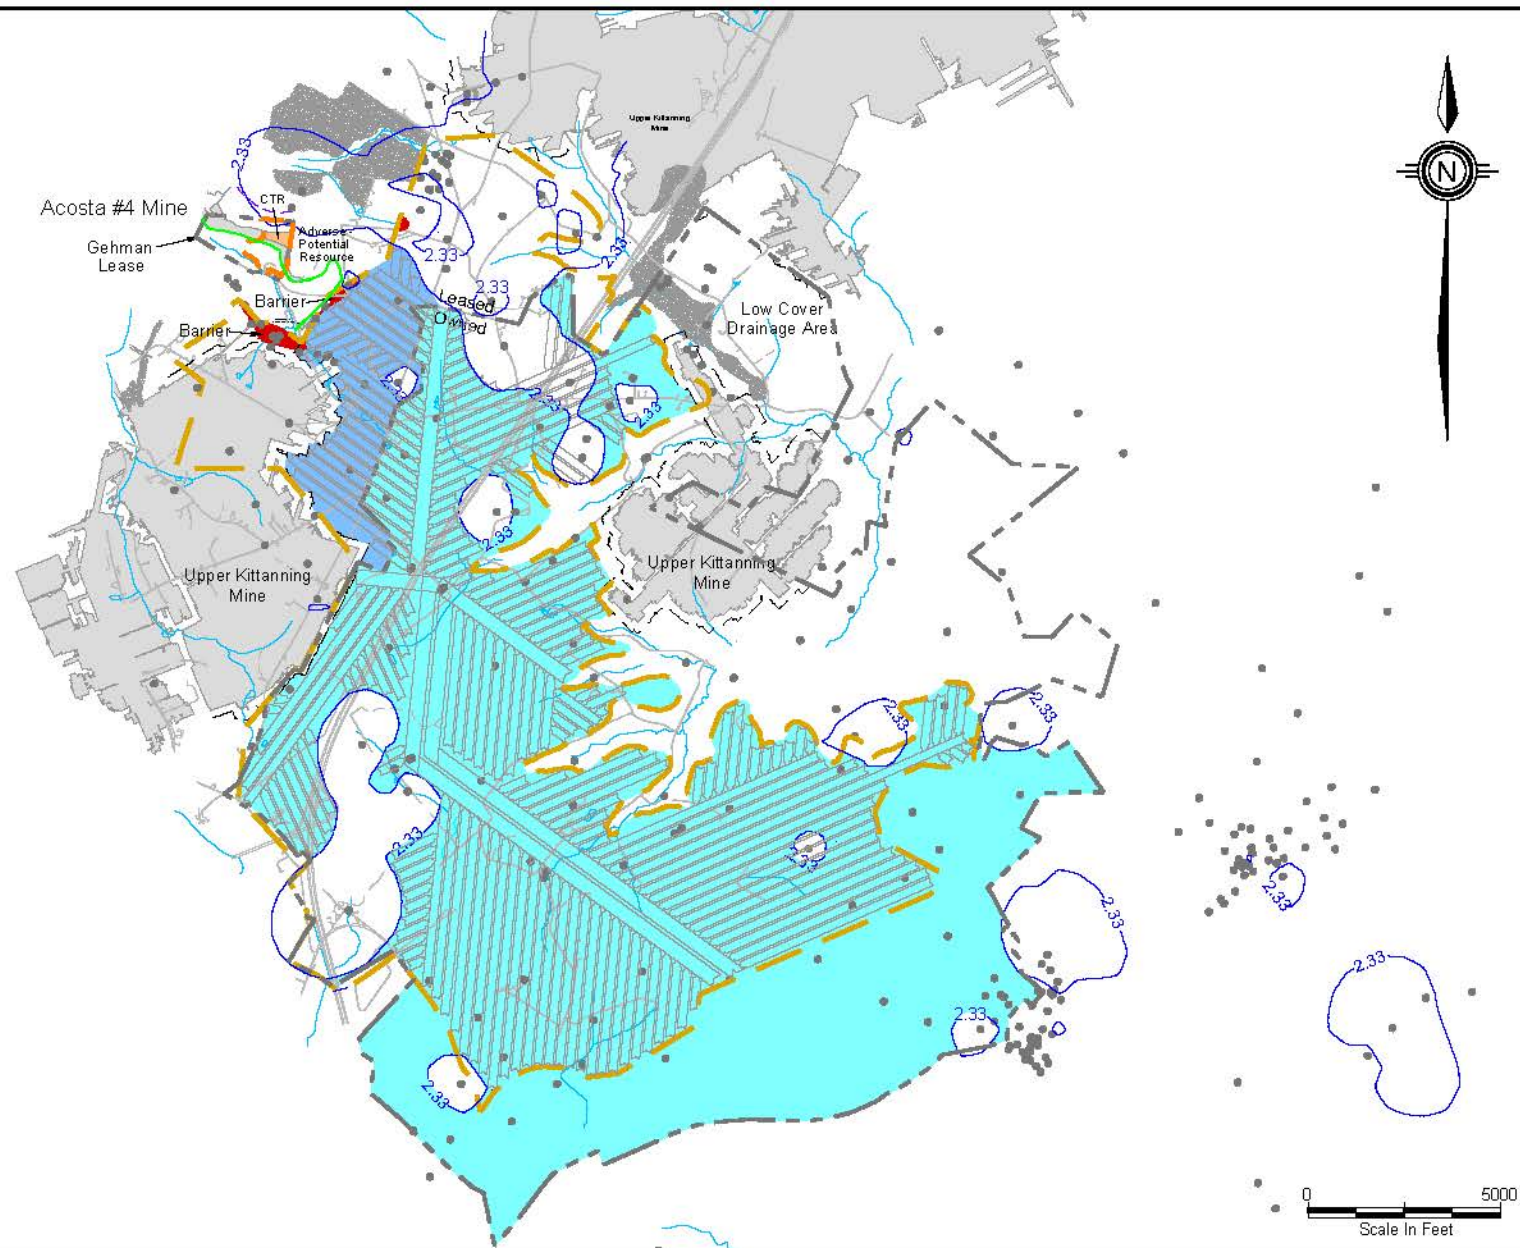 Upper Kittanning
Mine
2.33
Acosta #4 Mine
CTR
N
Gehman
Lease
Adverse
Potential
Resource
2.33
2.33
2.33
Barrier
Leased
Owned
Low Cover
Drainage Area
Barrier
2.33
2.33
2.33
2.33
Upper Kittanning
Mine
Upper Kittanning
Mine
2.33
2.33
2.33
2.33
2.33
2.33
2.33
2.33
2.33
0 5000
Scale In Feet